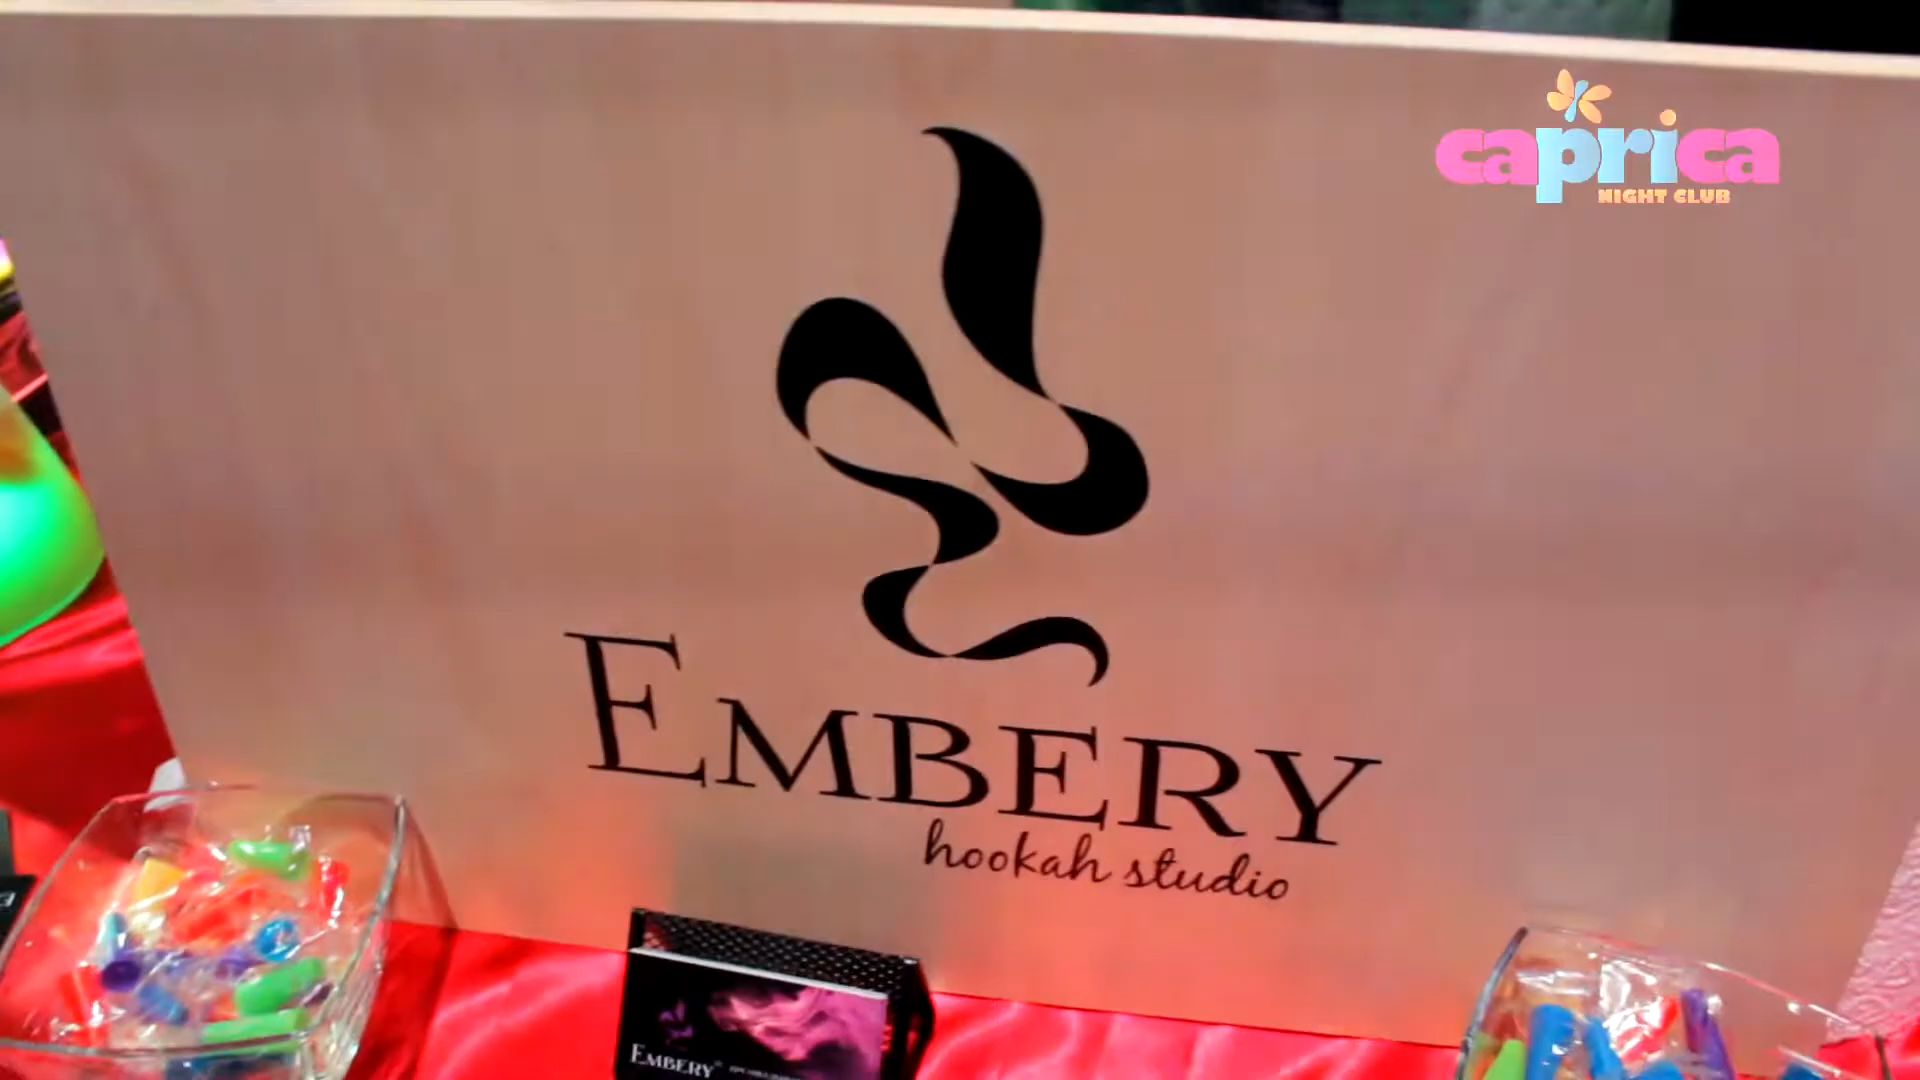 caprica
NIGHT CLUB
EMBERY
hookah studio
EMBERY